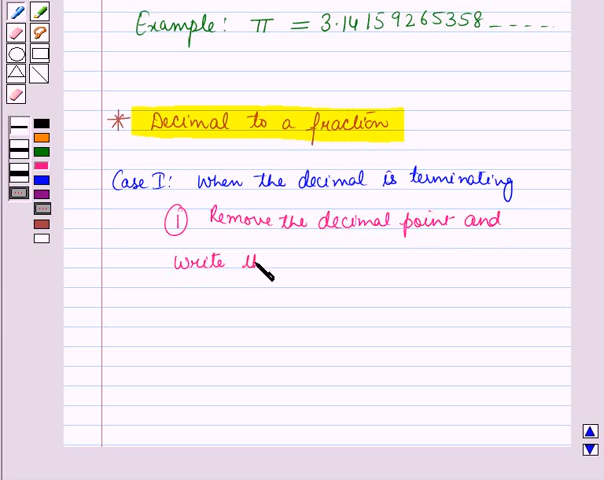 Example: π = 3.14159265358-----
* Decimal to a fraction
Case I: When the decimal is terminating
① Remove the decimal point and
write